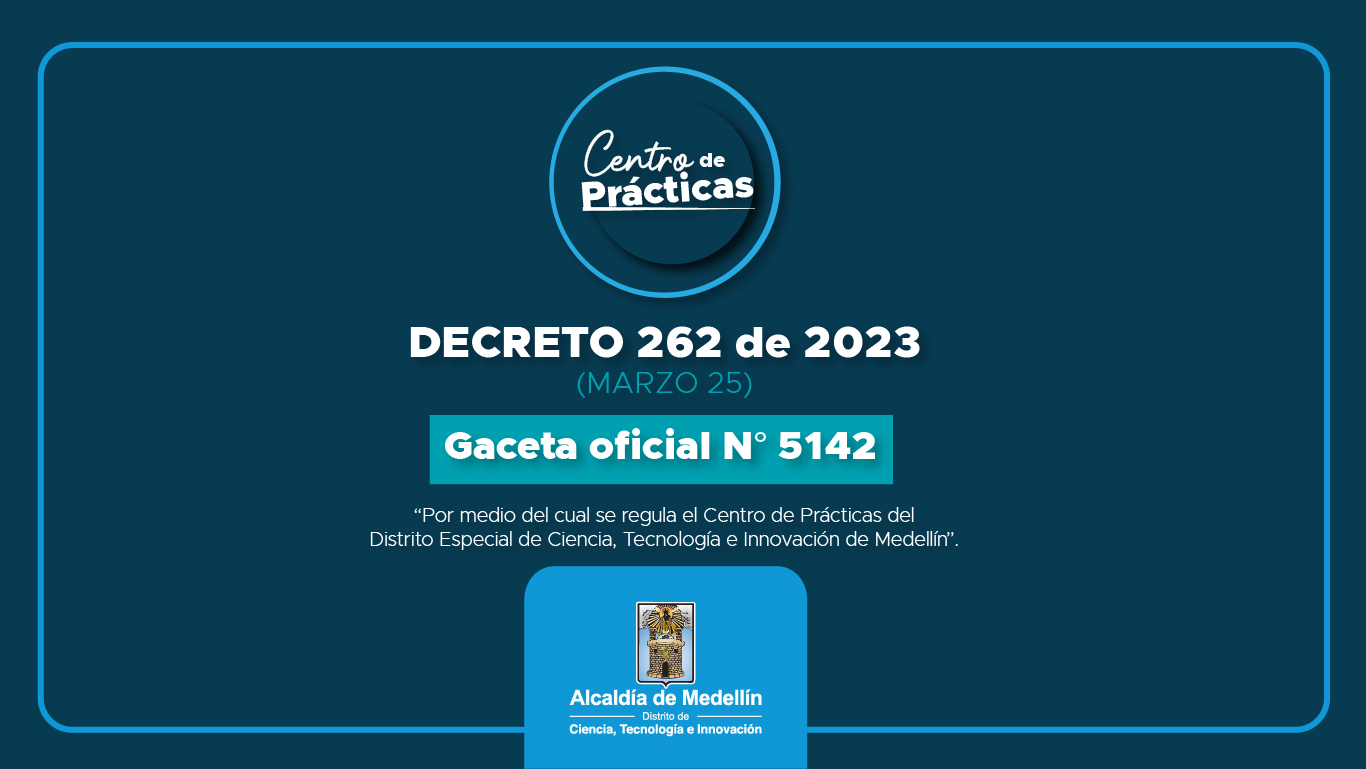 Centro de
Prácticas
DECRETO 262 de 2023
(MARZO 25)
Gaceta oficial N° 5142
“Por medio del cual se regula el Centro de Prácticas del
Distrito Especial de Ciencia, Tecnología e Innovación de Medellín”.
Alcaldía de Medellín
Distrito de
Ciencia, Tecnología e Innovación